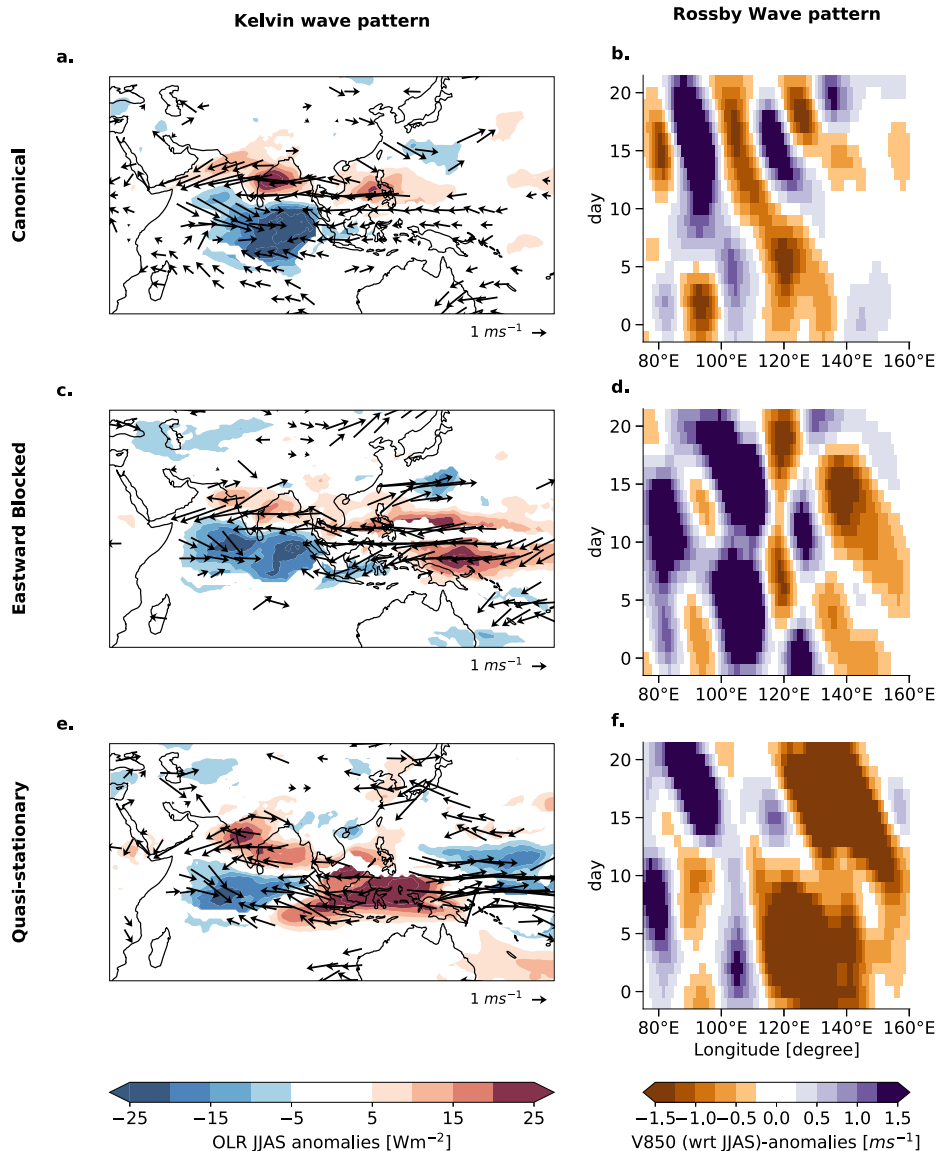 Kelvin wave pattern
Rossby Wave pattern
a.
b.
Canonical
1 ms⁻¹
day
20
15
10
5
0
80°E 100°E 120°E 140°E 160°E
c.
d.
Eastward Blocked
1 ms⁻¹
day
20
15
10
5
0
80°E 100°E 120°E 140°E 160°E
e.
f.
Quasi-stationary
1 ms⁻¹
day
20
15
10
5
0
80°E 100°E 120°E 140°E 160°E
Longitude [degree]
−25 −15 −5 5 15 25
OLR JJAS anomalies [Wm⁻²]
−1.5−1.0−0.5 0.0 0.5 1.0 1.5
V850 (wrt JJAS)-anomalies [ms⁻¹]